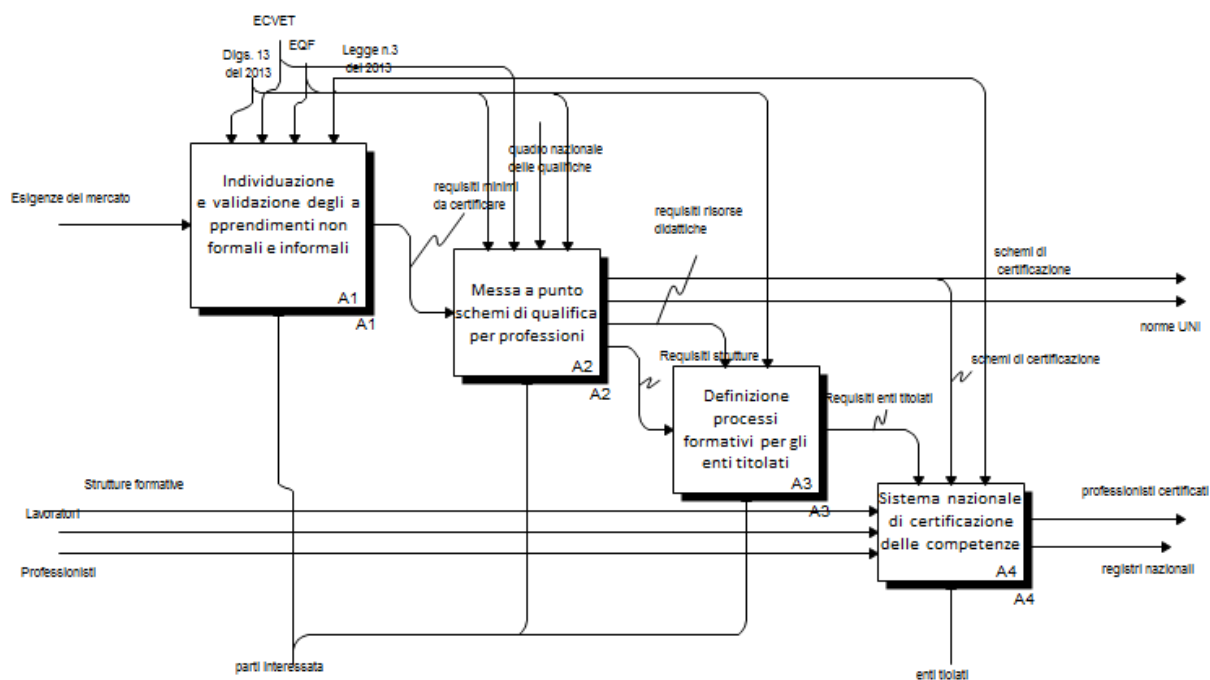 ECVET
EQF
Dlgs. 13
del 2013
Legge n.3
del 2013
quadro nazionale
delle qualifiche
Esigenze del mercato
Individuazione
e validazione degli a
pprendimenti non
formali e informali
A1
A1
requisiti minimi
da certificare
requisiti risorse
didattiche
Messa a punto
schemi di qualifica
per professioni
A2
A2
schemi di
certificazione
norme UNI
Requisiti strutture
schemi di certificazione
Definizione
processi
formativi per gli
enti titolati
A3
A3
Requisiti enti titolati
Strutture formative
Lavoratori
Professionisti
Sistema nazionale
di certificazione
delle competenze
A4
A4
professionisti certificati
registri nazionali
parti interessata
enti tiolati